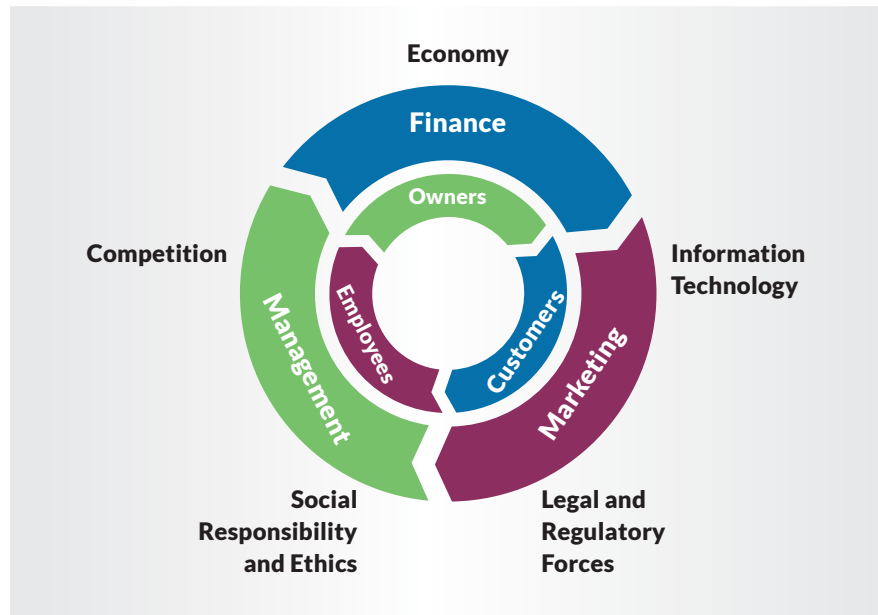 Economy
Finance
Owners
Competition
Information
Technology
Management
Employees
Customers
Marketing
Social
Responsibility
and Ethics
Legal and
Regulatory
Forces